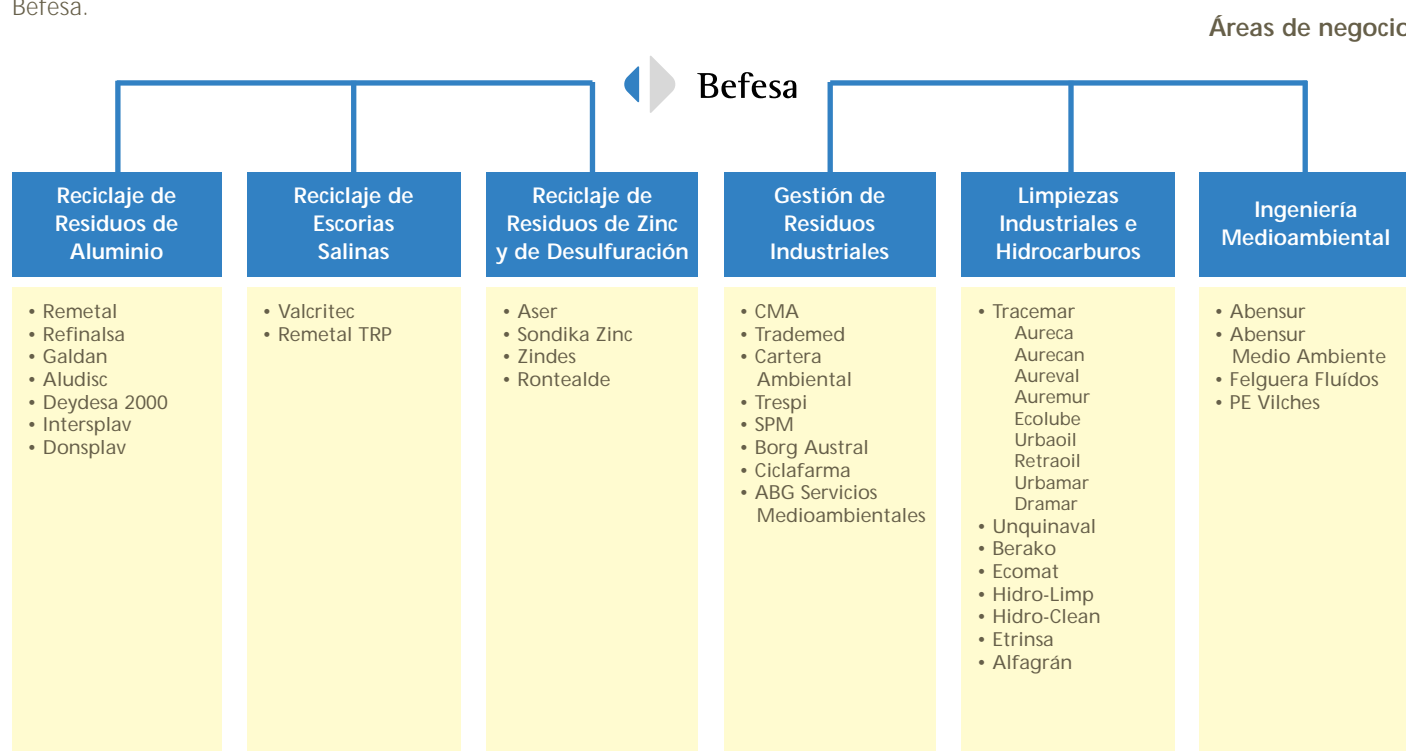 Befesa.
Áreas de negocio
Befesa
Reciclaje de
Residuos de
Aluminio
• Remetal
• Refinalsa
• Galdan
• Aludisc
• Deydesa 2000
• Intersplav
• Donsplav
Reciclaje de
Escorias
Salinas
• Valcritec
• Remetal TRP
Reciclaje de
Residuos de Zinc
y de Desulfuración
• Aser
• Sondika Zinc
• Zindes
• Rontealde
Gestión de
Residuos
Industriales
• CMA
• Trademed
• Cartera
Ambiental
• Trespi
• SPM
• Borg Austral
• Ciclafarma
• ABG Servicios
Medioambientales
Limpiezas
Industriales e
Hidrocarburos
• Tracemar
Aureca
Aurecan
Aureval
Auremur
Ecolube
Urbaoil
Retraoil
Urbamar
Dramar
• Unquinaval
• Berako
• Ecomat
• Hidro-Limp
• Hidro-Clean
• Etrinsa
• Alfagrán
Ingeniería
Medioambiental
• Abensur
• Abensur
Medio Ambiente
• Felguera Fluídos
• PE Vilches